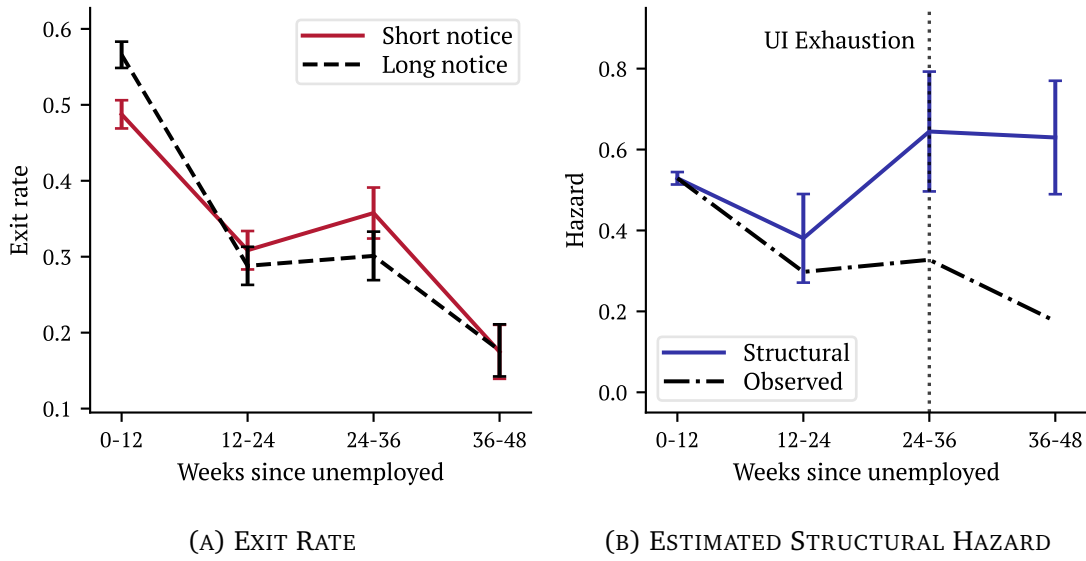 0.6
0.5
0.4
0.3
0.2
0.1
Exit rate
Short notice
Long notice
0-12 12-24 24-36 36-48
Weeks since unemployed
(A) EXIT RATE
0.8
0.6
0.4
0.2
0.0
Hazard
UI Exhaustion
Structural
Observed
0-12 12-24 24-36 36-48
Weeks since unemployed
(B) ESTIMATED STRUCTURAL HAZARD